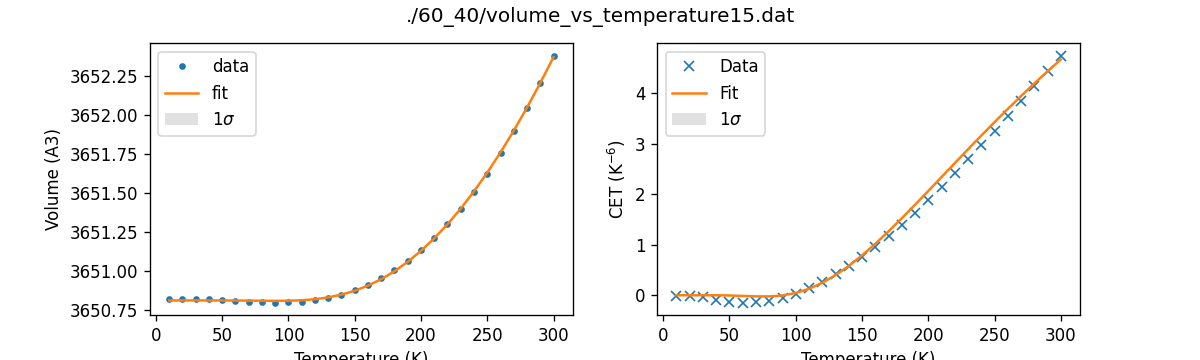 ./60_40/volume_vs_temperature15.dat
Volume (A3)
3652.25
3652.00
3651.75
3651.50
3651.25
3651.00
3650.75
data
fit
1σ
0 50 100 150 200 250 300
Temperature (K)
CET (K⁻⁶)
4
3
2
1
0
Data
Fit
1σ
0 50 100 150 200 250 300
Temperature (K)